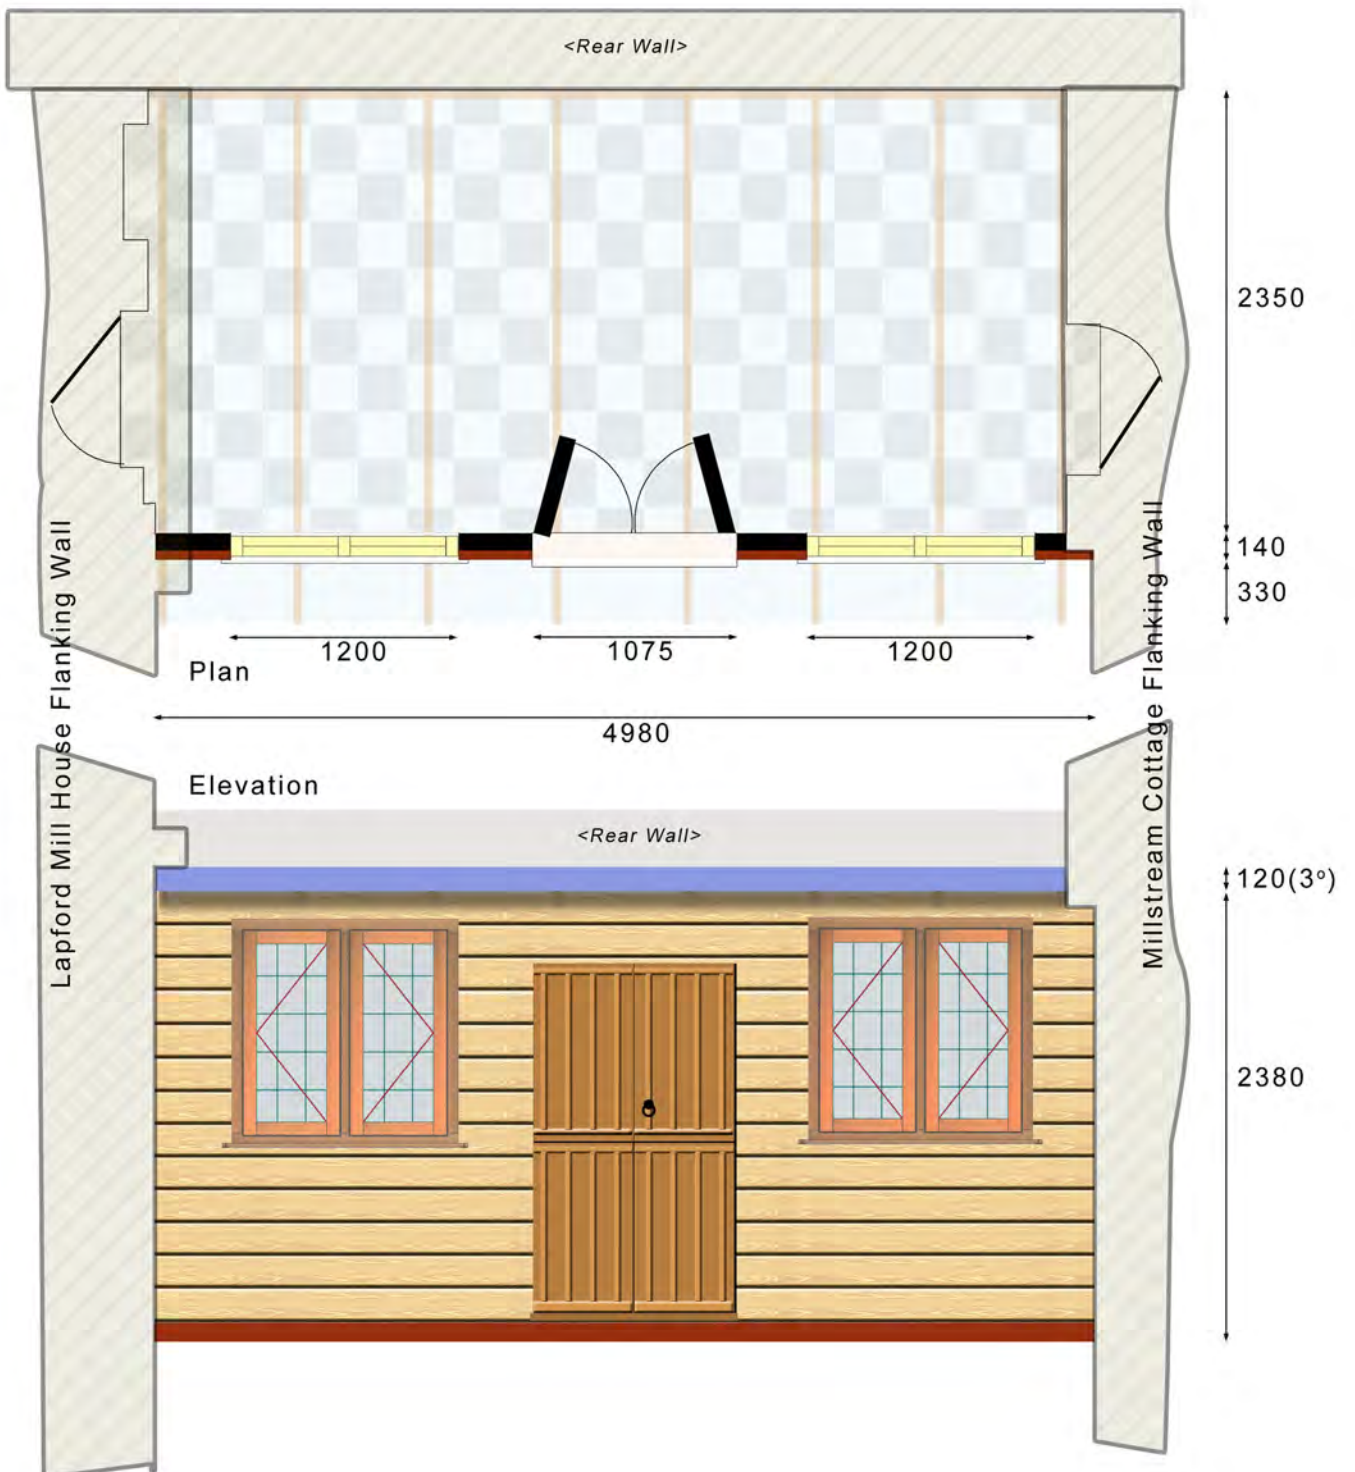 <Rear Wall>
2350
140
330
1200
1075
1200
Plan
4980
Lapford Mill House Flanking Wall
Millstream Cottage Flanking Wall
Elevation
<Rear Wall>
120(3°)
2380